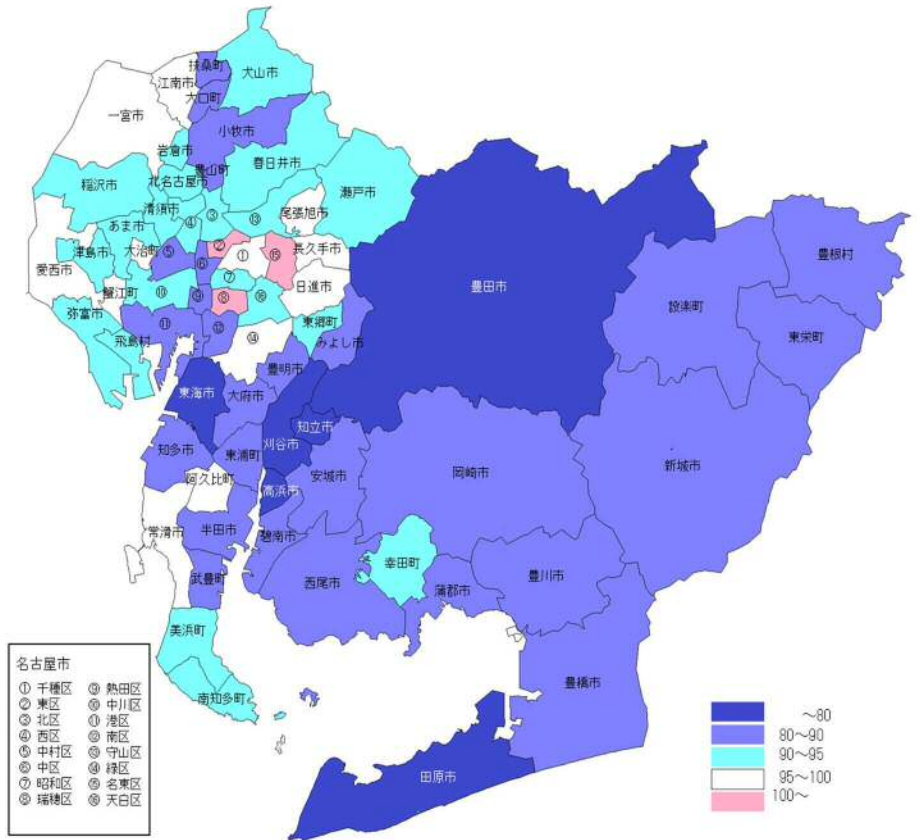 扶桑町
犬山市
江南市
大口町
一宮市
小牧市
岩倉市
豊山町
春日井市
稲沢市
北名古屋市
瀬戸市
清須市
③
⑬
尾張旭市
④
あま市
②
津島市
大治町
⑤
⑥
①
⑮
長久手市
愛西市
⑦
蟹江町
⑩
⑨
⑧
⑯
日進市
弥富市
⑪
⑫
東郷町
飛島村
⑭
みよし市
豊田市
豊根村
設楽町
東栄町
豊明市
東海市
大府市
知立市
刈谷市
知多市
東浦町
安城市
岡崎市
新城市
阿久比町
高浜市
常滑市
半田市
碧南市
幸田町
豊川市
武豊町
西尾市
蒲郡市
美浜町
豊橋市
南知多町
田原市
名古屋市
① 千種区 ⑨ 熱田区
② 東区 ⑩ 中川区
③ 北区 ⑪ 港区
④ 西区 ⑫ 南区
⑤ 中村区 ⑬ 守山区
⑥ 中区 ⑭ 緑区
⑦ 昭和区 ⑮ 名東区
⑧ 瑞穂区 ⑯ 天白区
～80
80～90
90～95
95～100
100～